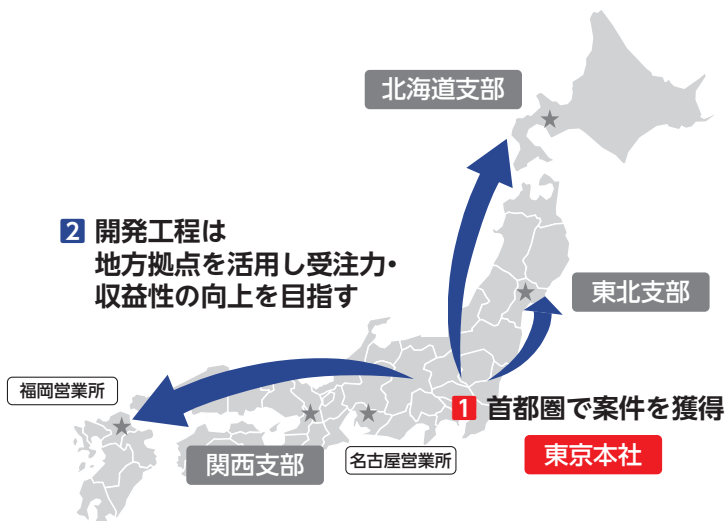 北海道支部
2 開発工程は
地方拠点を活用し受注力・
収益性の向上を目指す
東北支部
福岡営業所
1 首都圏で案件を獲得
関西支部
名古屋営業所
東京本社